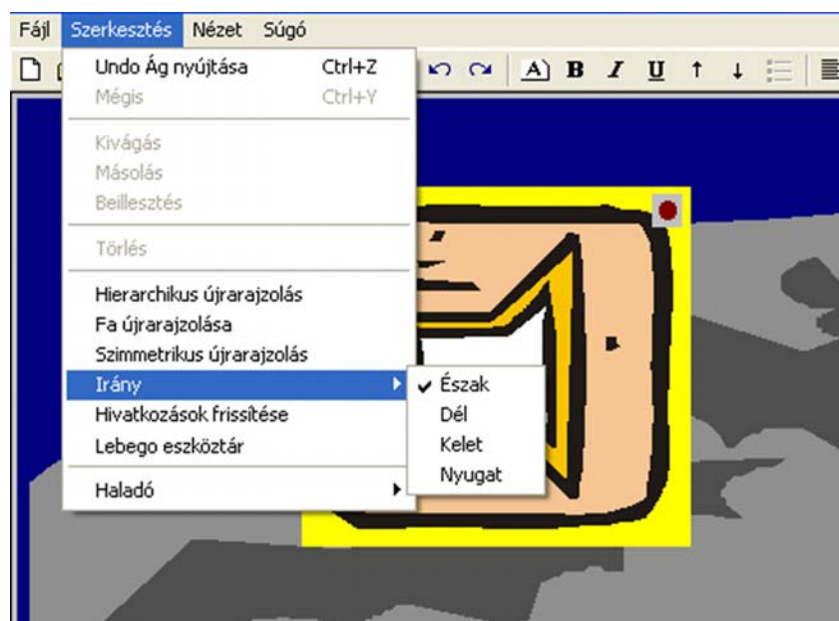 Fájl Szerkesztés Nézet Súgó
Undo Ág nyújtása Ctrl+Z
Mégis Ctrl+Y
A B I U
Kivágás
Másolás
Beillesztés
Törlés
Hierarchikus újrarajzolás
Fa újrarajzolása
Szimmetrikus újrarajzolás
Irány
Hivatkozások frissítése
Lebego eszköztár
Haladó
Észak
Dél
Kelet
Nyugat